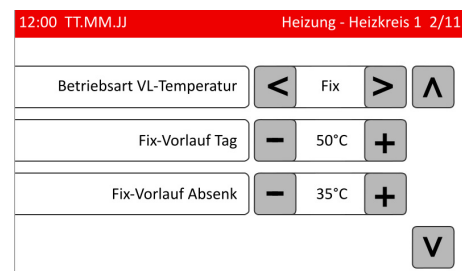 12:00 TT.MM.JJ Heizung - Heizkreis 1 2/11
Betriebsart VL-Temperatur < Fix > Λ
Fix-Vorlauf Tag − 50°C +
Fix-Vorlauf Absenk − 35°C +
V